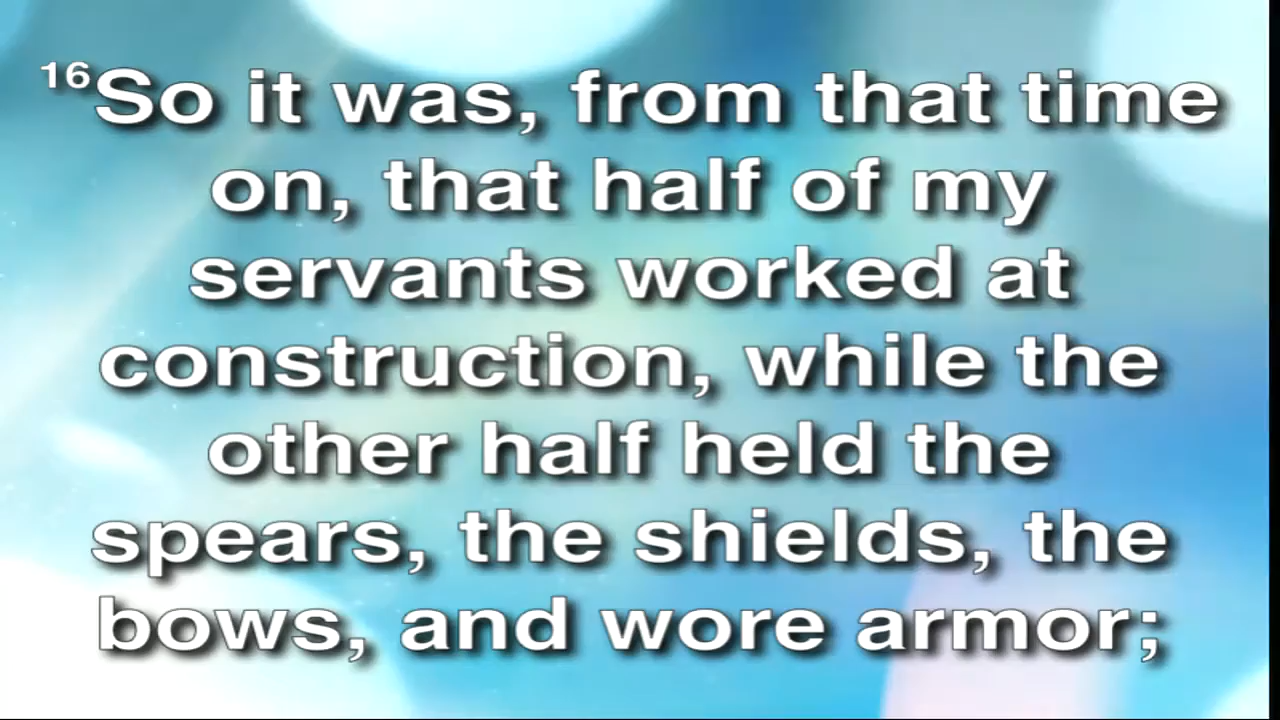 16So it was, from that time
on, that half of my
servants worked at
construction, while the
other half held the
spears, the shields, the
bows, and wore armor;